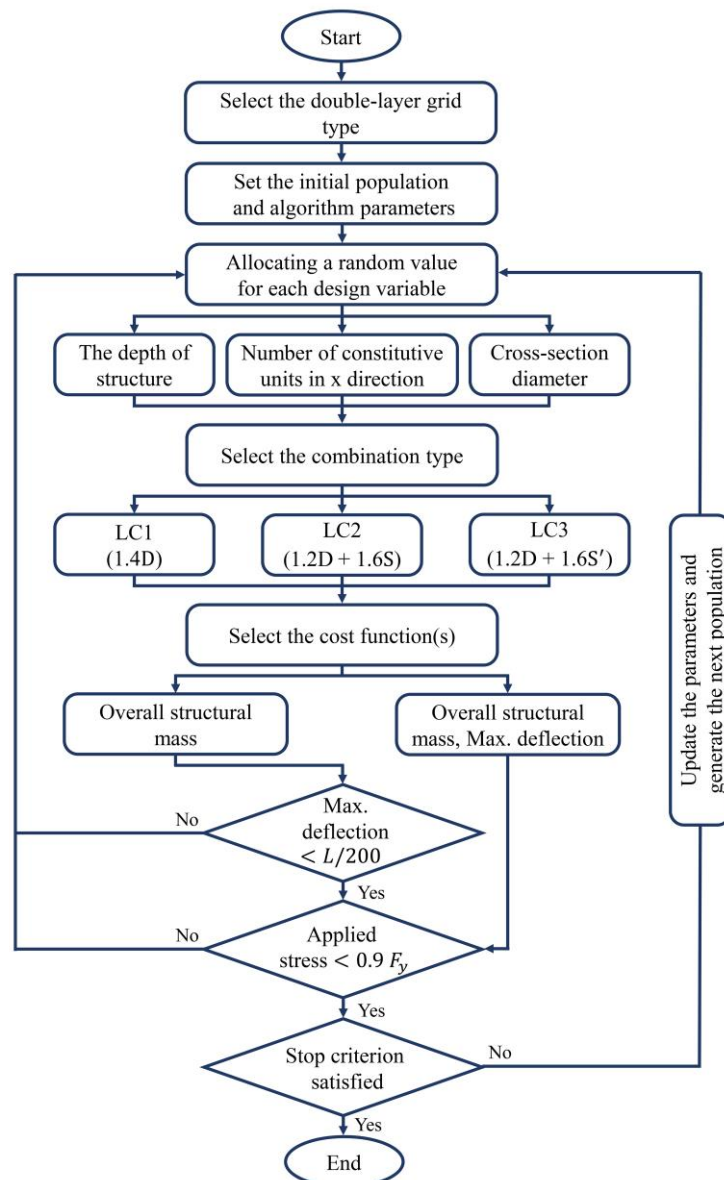 Start
Select the double-layer grid
type
Set the initial population
and algorithm parameters
Allocating a random value
for each design variable
The depth of
structure
Number of constitutive
units in x direction
Cross-section
diameter
Select the combination type
LC1
(1.4D)
LC2
(1.2D + 1.6S)
LC3
(1.2D + 1.6S′)
Select the cost function(s)
Overall structural
mass
Overall structural
mass, Max. deflection
Update the parameters and
generate the next population
No
Max.
deflection
< L/200
Yes
No
Applied
stress < 0.9 F_y
Yes
Stop criterion
satisfied
No
Yes
End